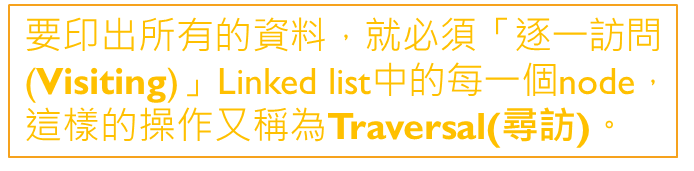 要印出所有的資料，就必須「逐一訪問
(Visiting)」Linked list中的每一個node，
這樣的操作又稱為Traversal(尋訪)。